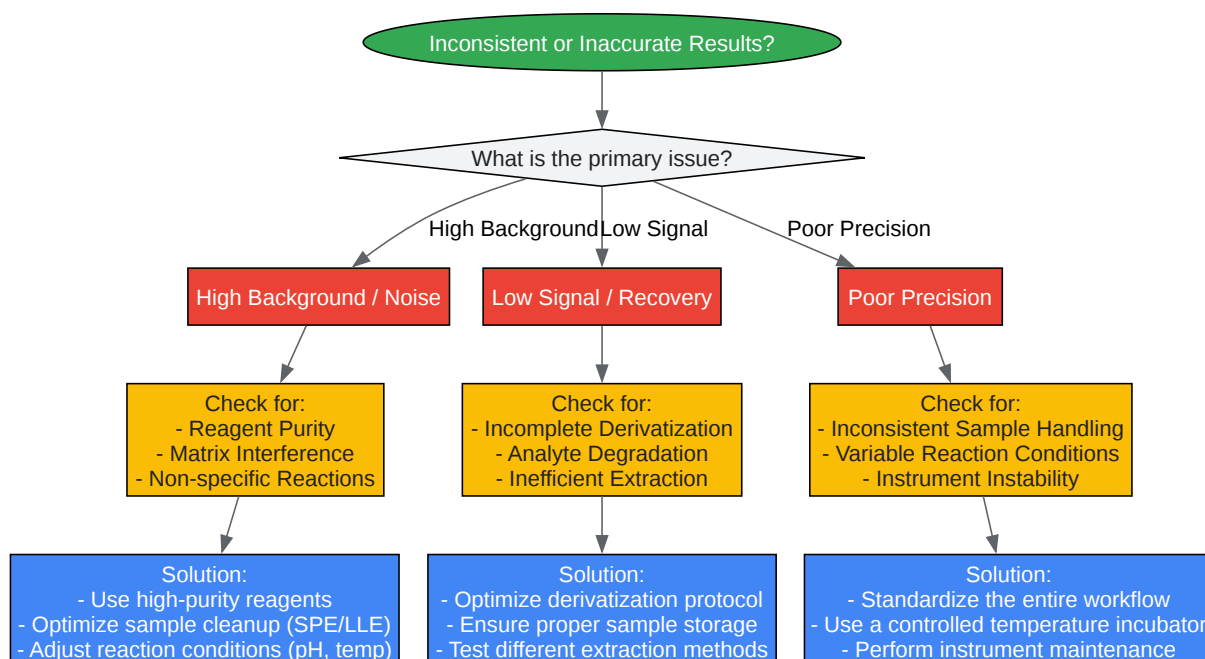 Inconsistent or Inaccurate Results?
What is the primary issue?
High Background
Low Signal
Poor Precision
High Background / Noise
Low Signal / Recovery
Poor Precision
Check for:
- Reagent Purity
- Matrix Interference
- Non-specific Reactions
Check for:
- Incomplete Derivatization
- Analyte Degradation
- Inefficient Extraction
Check for:
- Inconsistent Sample Handling
- Variable Reaction Conditions
- Instrument Instability
Solution:
- Use high-purity reagents
- Optimize sample cleanup (SPE/LLE)
- Adjust reaction conditions (pH, temp)
Solution:
- Optimize derivatization protocol
- Ensure proper sample storage
- Test different extraction methods
Solution:
- Standardize the entire workflow
- Use a controlled temperature incubator
- Perform instrument maintenance